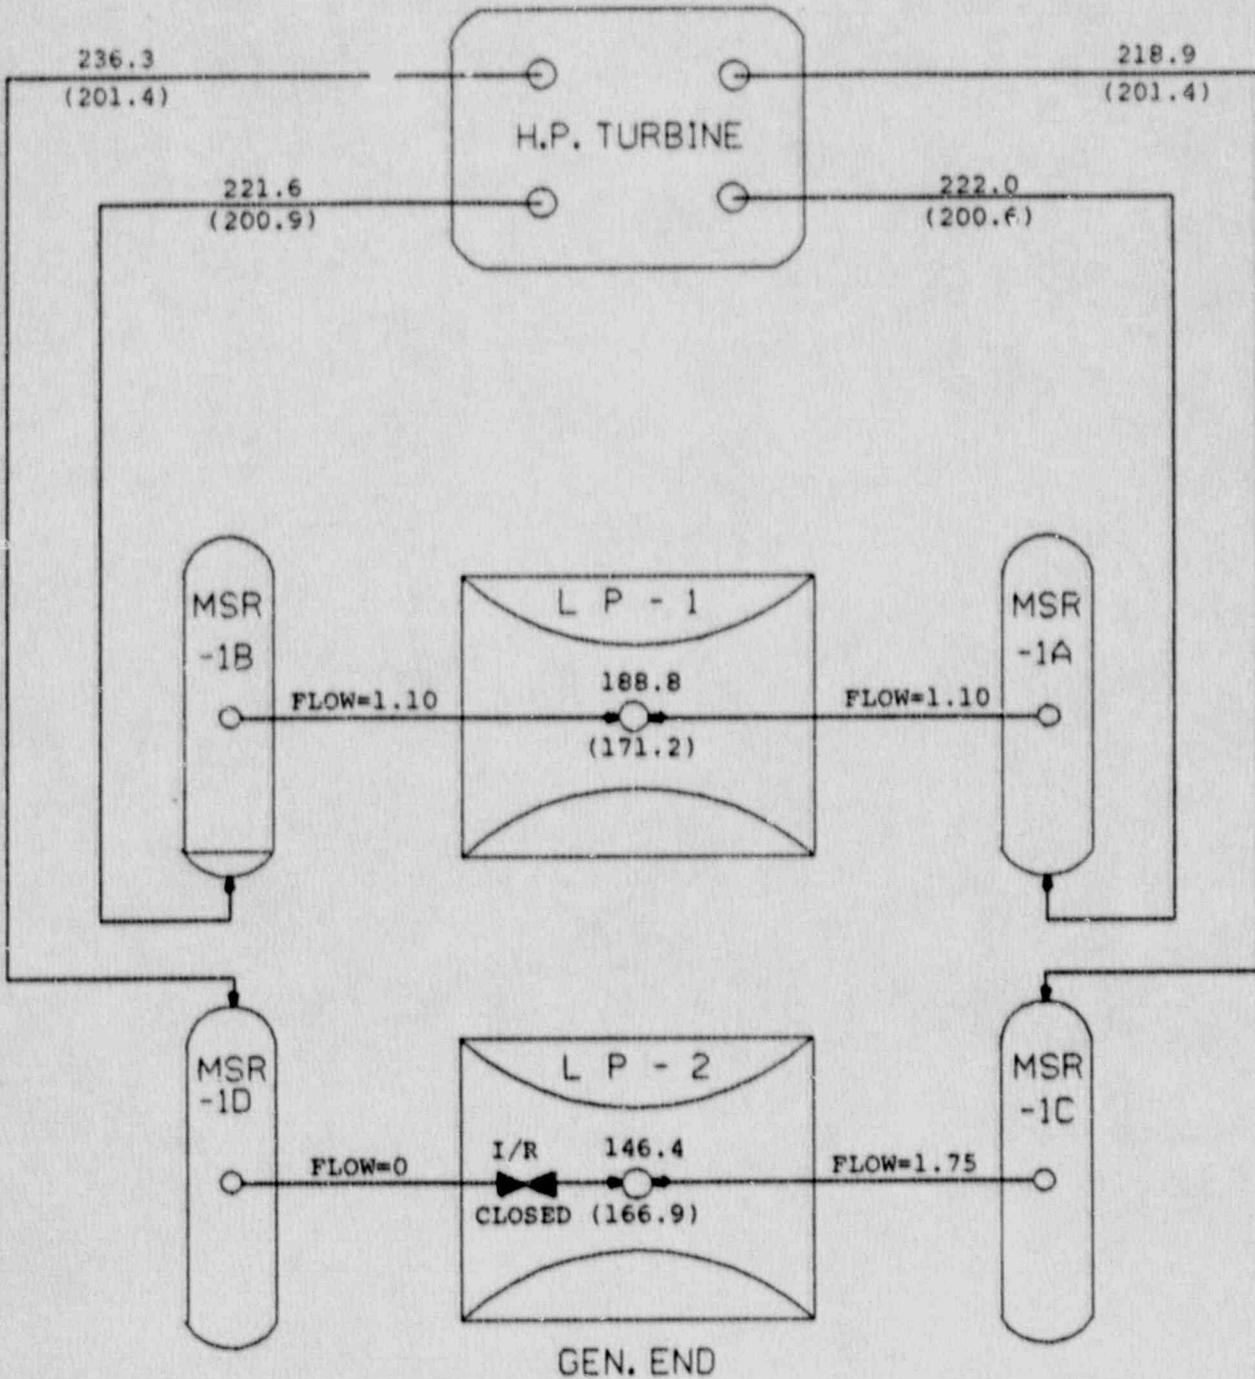 236.3
(201.4)
218.9
(201.4)
H.P. TURBINE
221.6
(200.9)
222.0
(200.6)
MSR
-1B
L P - 1
MSR
-1A
FLOW=1.10
188.8
(171.2)
FLOW=1.10
MSR
-1D
L P - 2
MSR
-1C
FLOW=0
I/R
146.4
FLOW=1.75
CLOSED (166.9)
GEN. END